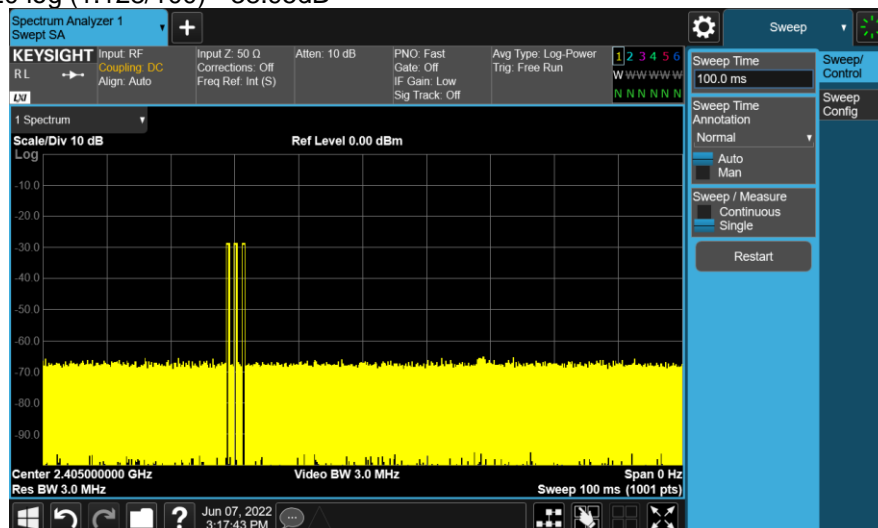 Spectrum Analyzer 1
Swept SA
+
Sweep
KEYSIGHT
RL
LXI
Input: RF
Coupling: DC
Align: Auto
Input Z: 50 Ω
Corrections: Off
Freq Ref: Int (S)
Atten: 10 dB
PNO: Fast
Gate: Off
IF Gain: Low
Sig Track: Off
Avg Type: Log-Power
Trig: Free Run
1 2 3 4 5 6
W W W W W W
N N N N N N
1 Spectrum
Scale/Div 10 dB
Ref Level 0.00 dBm
Log
-10.0
-20.0
-30.0
-40.0
-50.0
-60.0
-70.0
-80.0
-90.0
Center 2.405000000 GHz
Video BW 3.0 MHz
Span 0 Hz
Res BW 3.0 MHz
Sweep 100 ms (1001 pts)
Sweep Time
100.0 ms
Sweep Time
Annotation
Normal
Auto
Man
Sweep / Measure
Continuous
Single
Restart
Sweep/
Control
Sweep
Config
?
Jun 07, 2022
3:17:43 PM